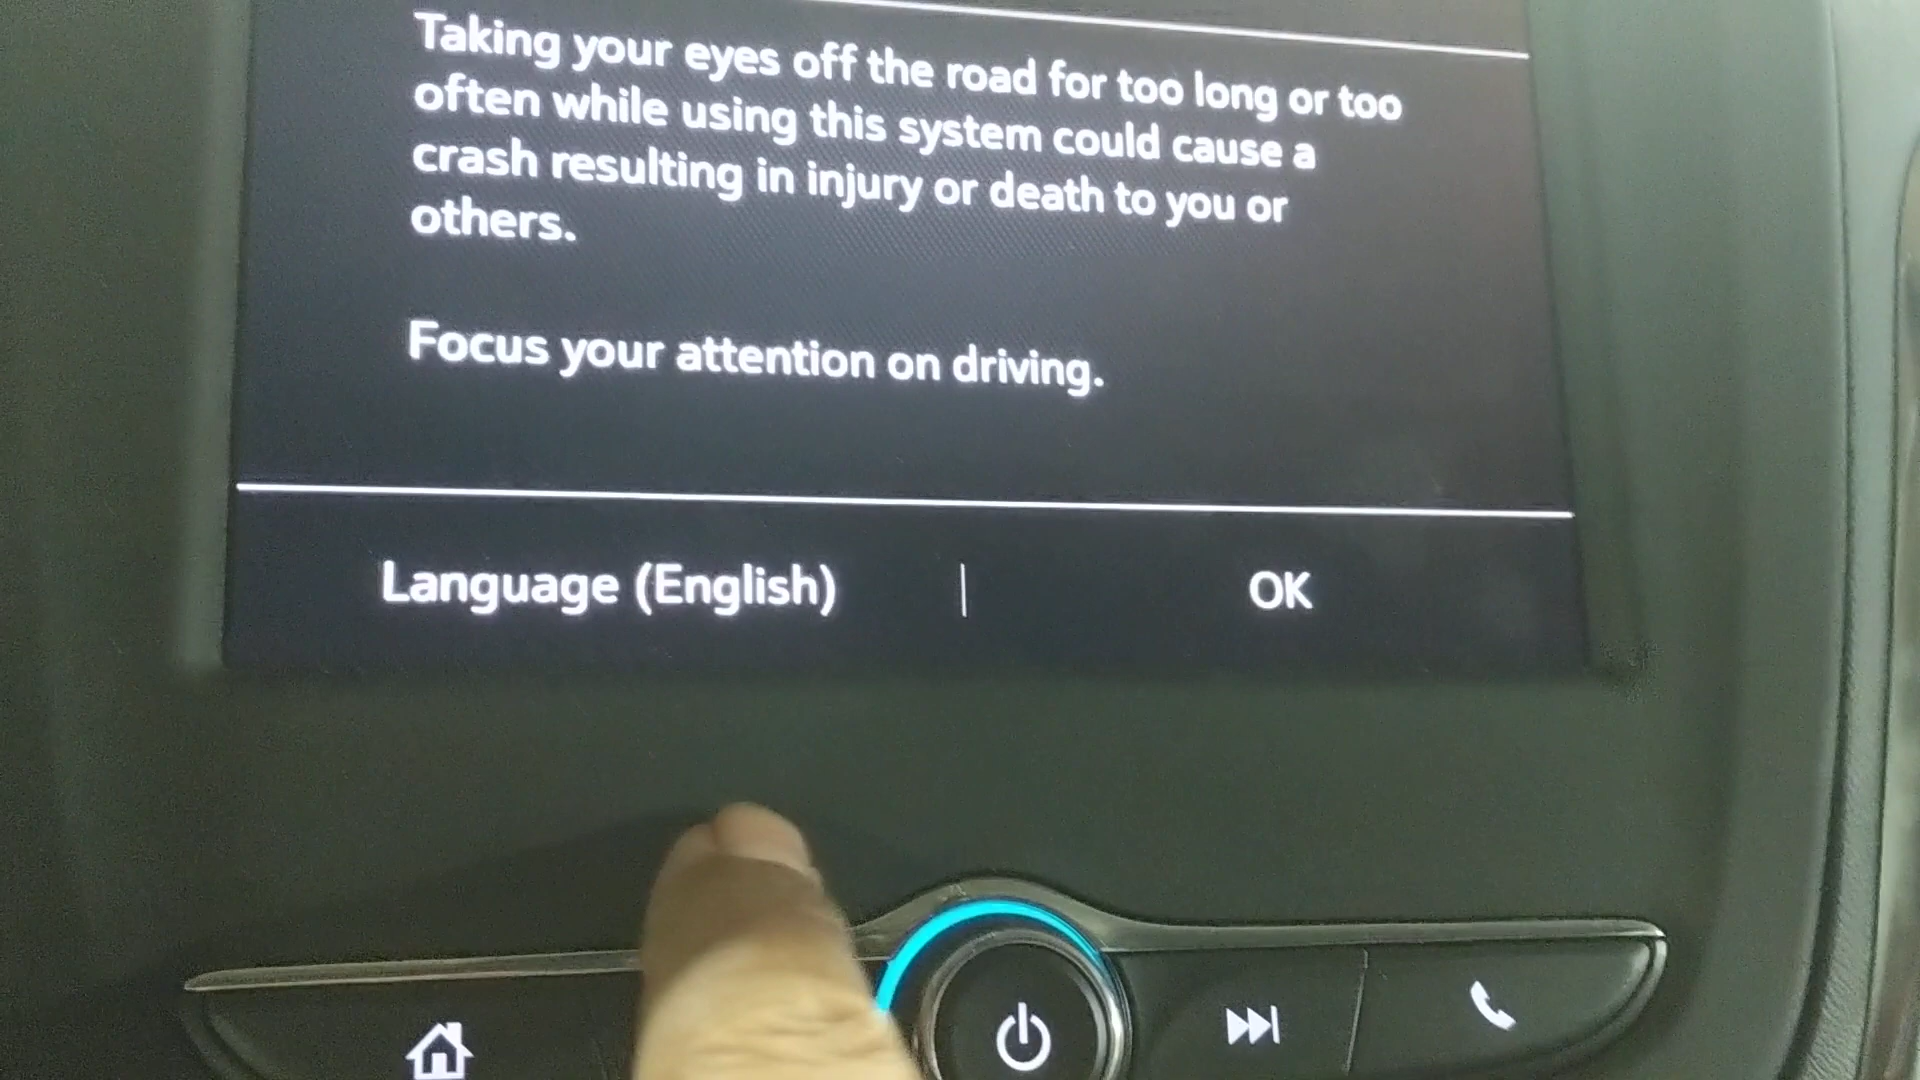 Taking your eyes off the road for too long or too
often while using this system could cause a
crash resulting in injury or death to you or
others.
Focus your attention on driving.
Language (English) | OK